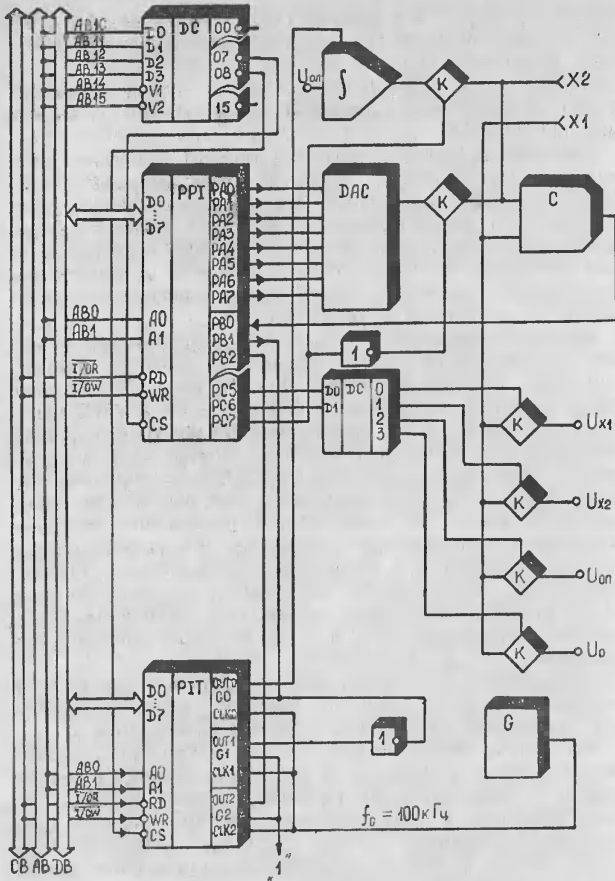 AB10 D0 DC 00
AB11 D1
AB12 D2 07
AB13 D3 08
AB14 V1
AB15 V2 15
Uоп ∫ K X2
X1
PPI PA0 DAC
D0 PA1
⋮ PA2
D7 PA3
PA4
PA5
PA6
PA7
K C
AB0 A0 PB0
AB1 A1 PB1
PB2
1
I/OR RD PC5
I/OW WR PC6
CS PC7
D0 DC 0
D1 1
2
3
K Ux1
K Ux2
K Uоп
K U0
PIT OUT0
D0 G0
⋮
D7 CLK0
OUT1
G1
CLK1
1
G
AB0 A0
AB1 A1
I/OR RD OUT2
I/OW WR G2
CS CLK2
f0 = 100кГц
"1"
CB AB DB